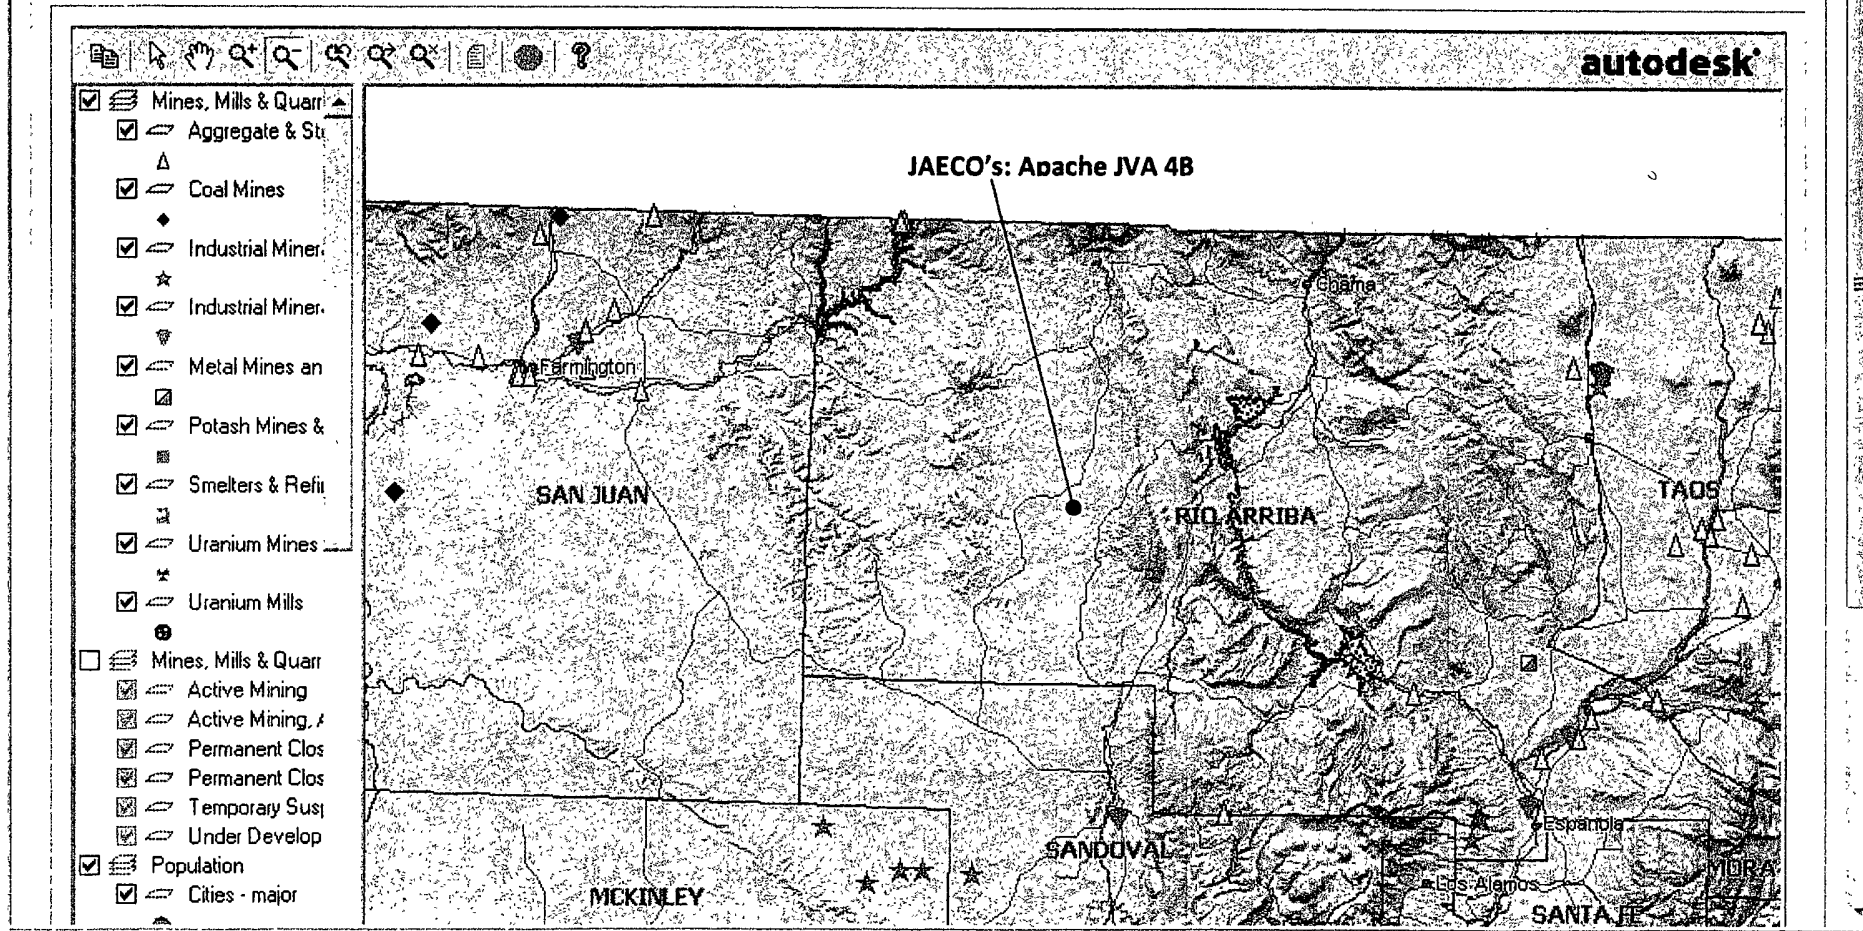 autodesk
Mines, Mills & Quarr
Aggregate & St
Coal Mines
Industrial Miner
Industrial Miner
Metal Mines an
Potash Mines &
Smelters & Refi
Uranium Mines
Uranium Mills
Mines, Mills & Quarr
Active Mining
Active Mining, A
Permanent Clos
Permanent Clos
Temporary Sus
Under Develop
Population
Cities - major
JAECO's: Apache JVA 4B
Chama
Farmington
SAN JUAN
RIO ARRIBA
TAOS
Espanola
SANDOVAL
MORA
Los Alamos
MCKINLEY
SANTA FE